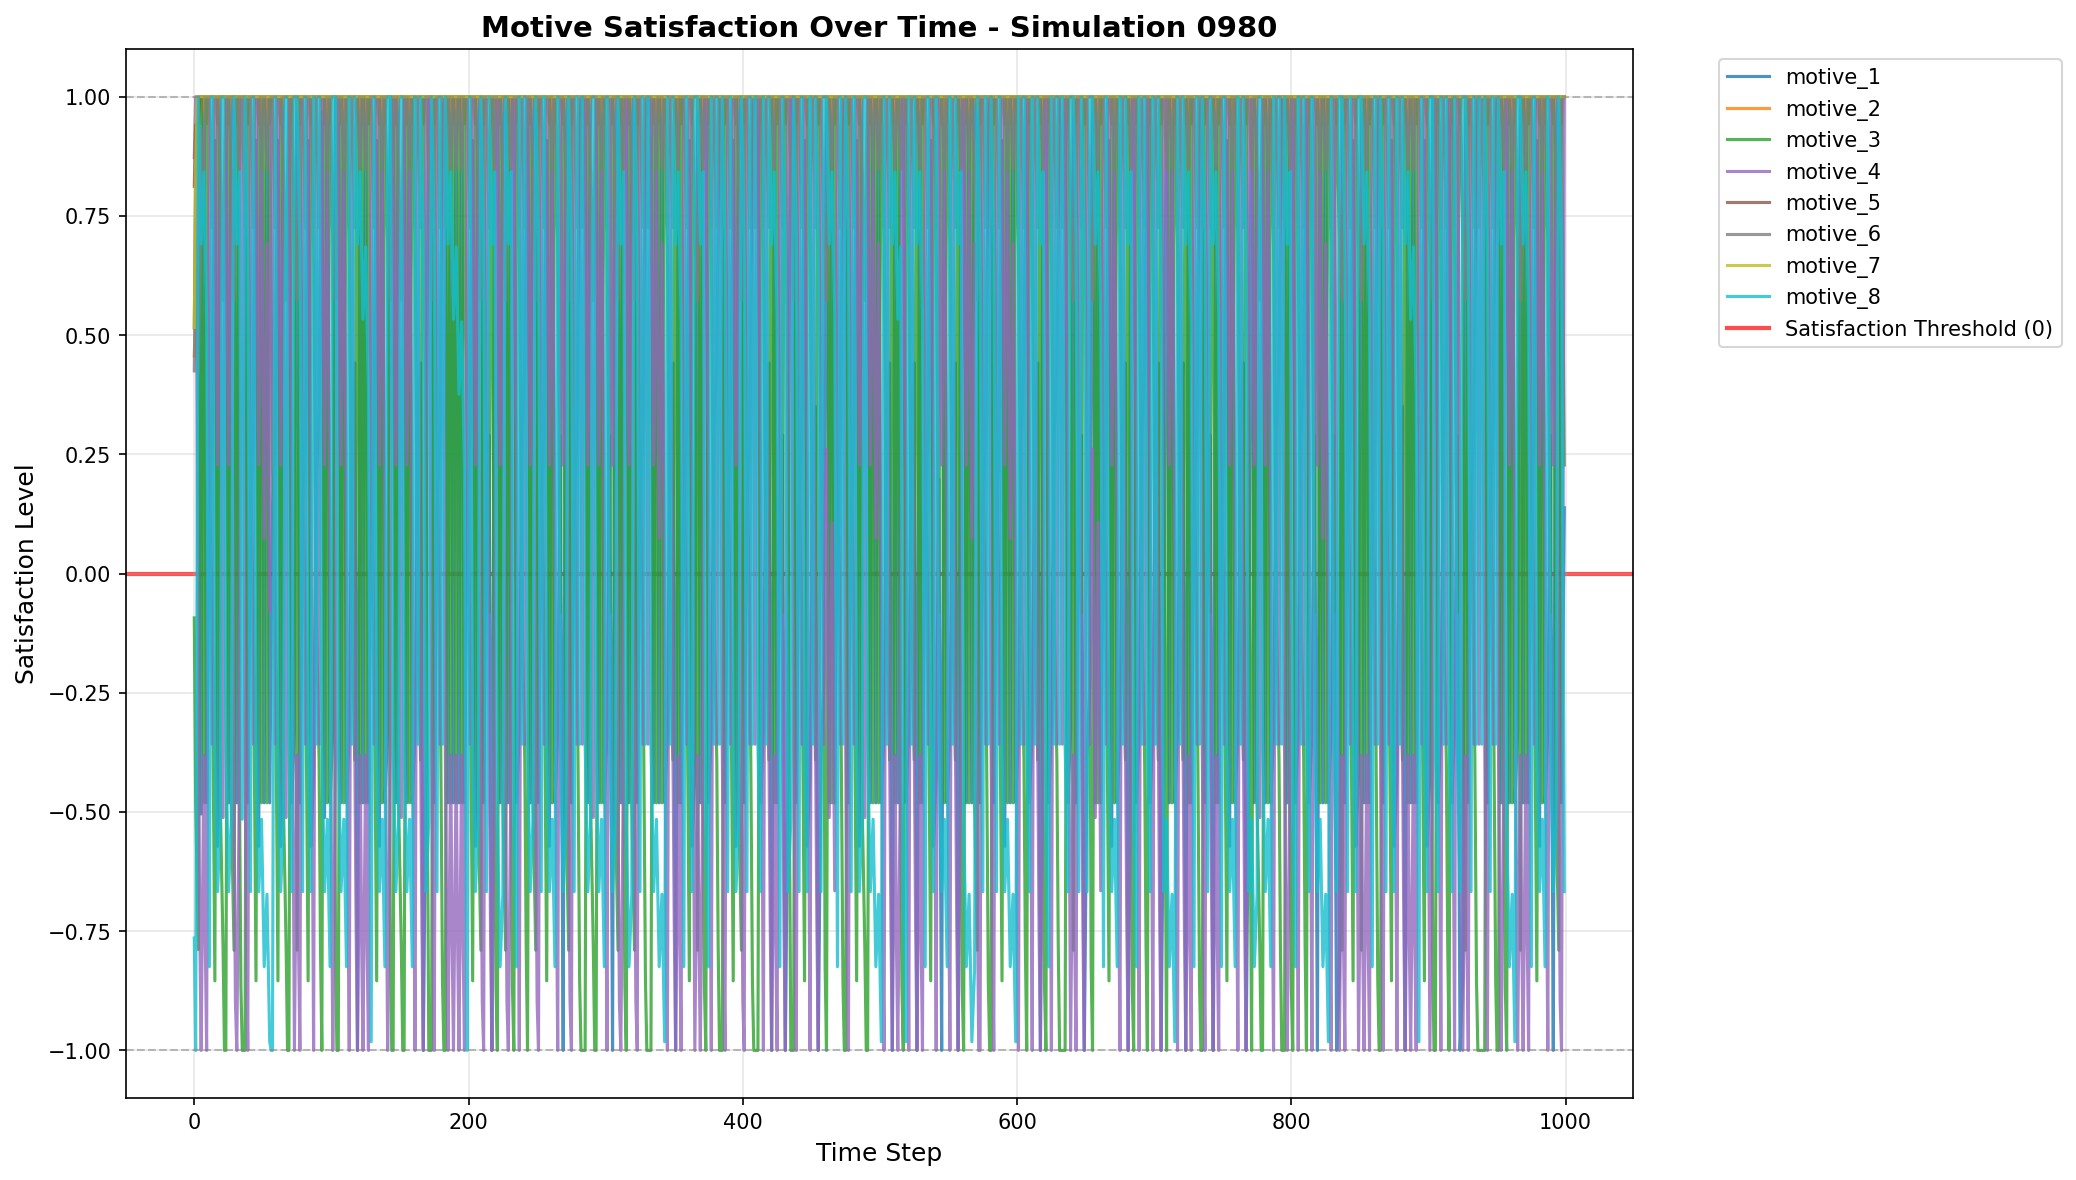 Motive Satisfaction Over Time - Simulation 0980
1.00
0.75
0.50
0.25
0.00
−0.25
−0.50
−0.75
−1.00
Satisfaction Level
0 200 400 600 800 1000
Time Step
motive_1
motive_2
motive_3
motive_4
motive_5
motive_6
motive_7
motive_8
Satisfaction Threshold (0)